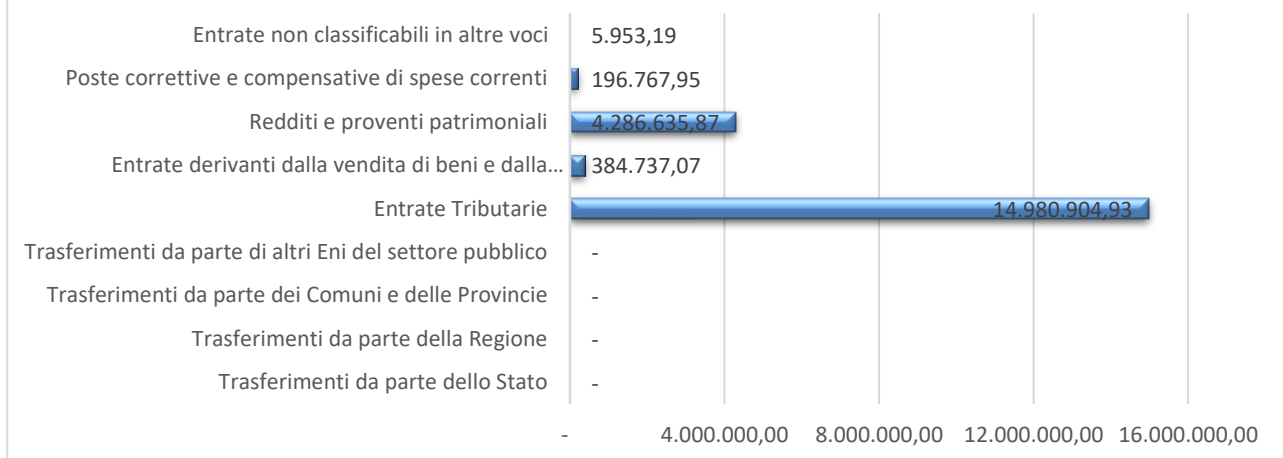 Entrate non classificabili in altre voci 5.953,19
Poste correttive e compensative di spese correnti 196.767,95
Redditi e proventi patrimoniali 4.286.635,87
Entrate derivanti dalla vendita di beni e dalla... 384.737,07
Entrate Tributarie 14.980.904,93
Trasferimenti da parte di altri Eni del settore pubblico -
Trasferimenti da parte dei Comuni e delle Provincie -
Trasferimenti da parte della Regione -
Trasferimenti da parte dello Stato -
- 4.000.000,00 8.000.000,00 12.000.000,00 16.000.000,00